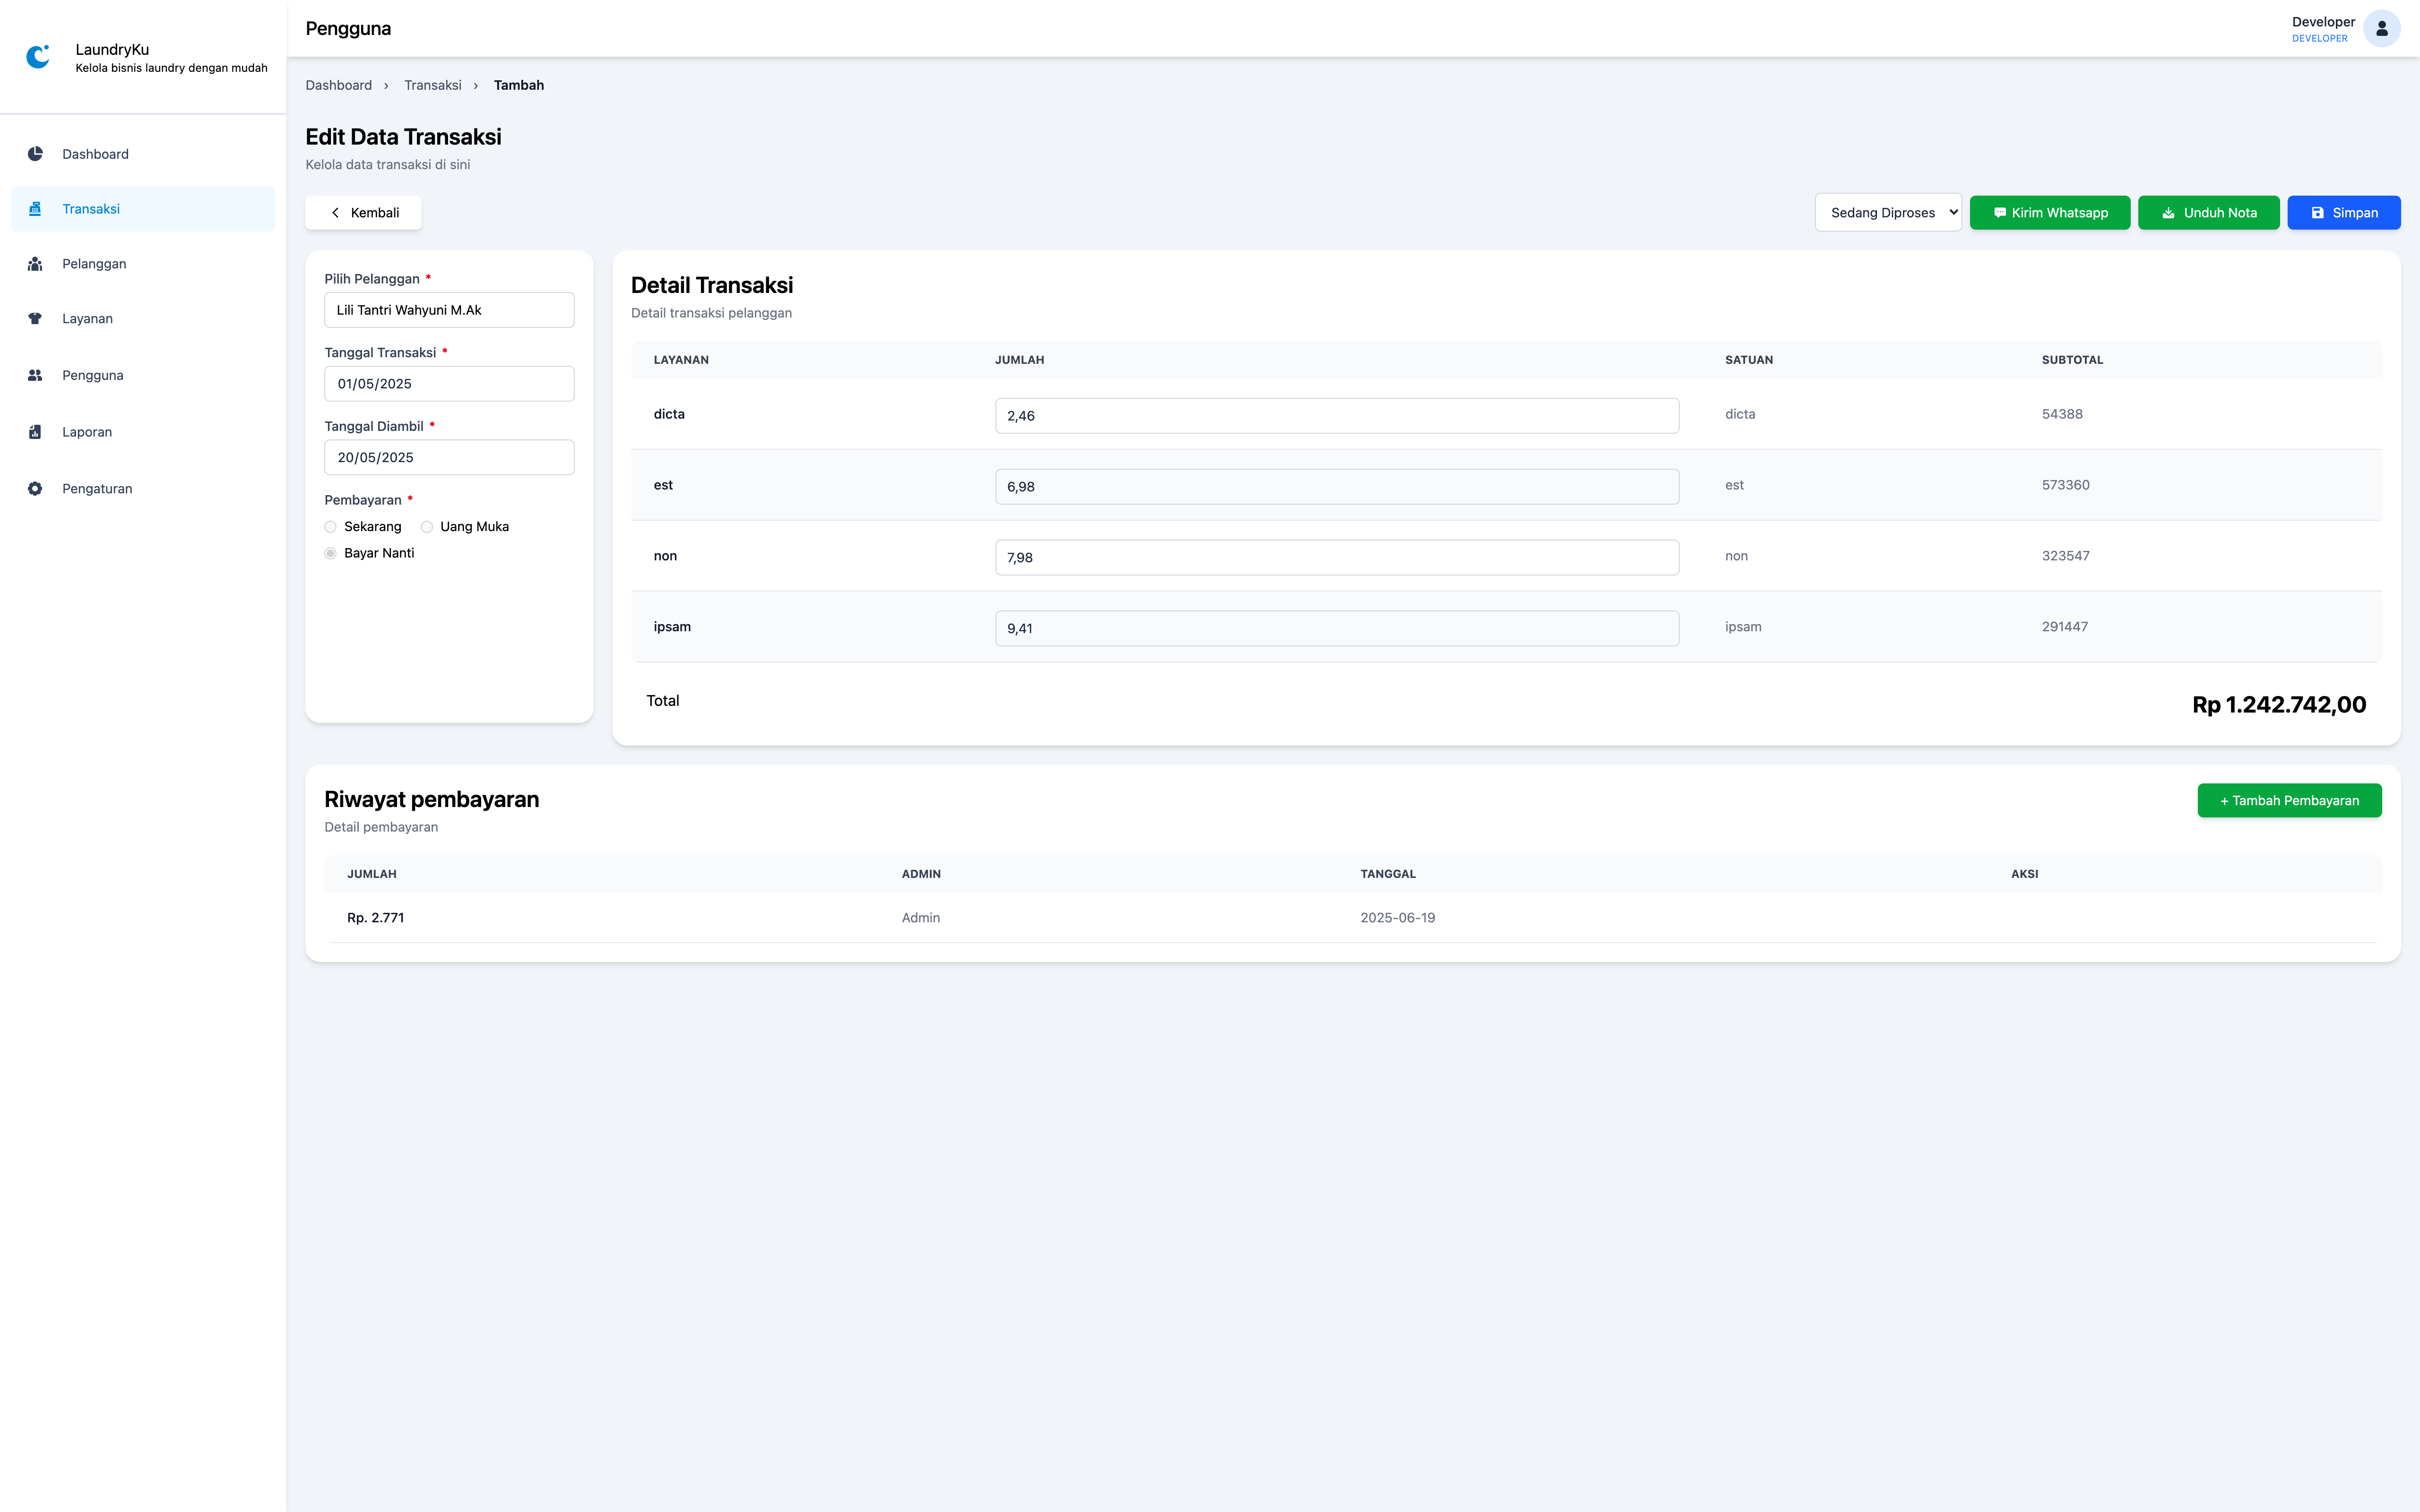 LaundryKu
Kelola bisnis laundry dengan mudah
Dashboard
Transaksi
Pelanggan
Layanan
Pengguna
Laporan
Pengaturan
Pengguna
Developer
DEVELOPER
Dashboard › Transaksi › Tambah
Edit Data Transaksi
Kelola data transaksi di sini
Kembali
Sedang Diproses
Kirim Whatsapp
Unduh Nota
Simpan
Pilih Pelanggan *
Lili Tantri Wahyuni M.Ak
Tanggal Transaksi *
01/05/2025
Tanggal Diambil *
20/05/2025
Pembayaran *
Sekarang Uang Muka
Bayar Nanti
Detail Transaksi
Detail transaksi pelanggan
LAYANAN JUMLAH SATUAN SUBTOTAL
dicta 2,46 dicta 54388
est 6,98 est 573360
non 7,98 non 323547
ipsam 9,41 ipsam 291447
Total Rp 1.242.742,00
Riwayat pembayaran
Detail pembayaran
+ Tambah Pembayaran
JUMLAH ADMIN TANGGAL AKSI
Rp. 2.771 Admin 2025-06-19